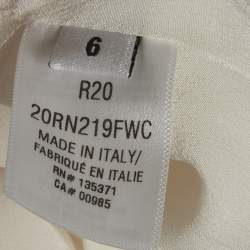 6
R20
20RN219FWC
MADE IN ITALY/
FABRIQUÉ EN ITALIE
RN# 135371
CA# 00985